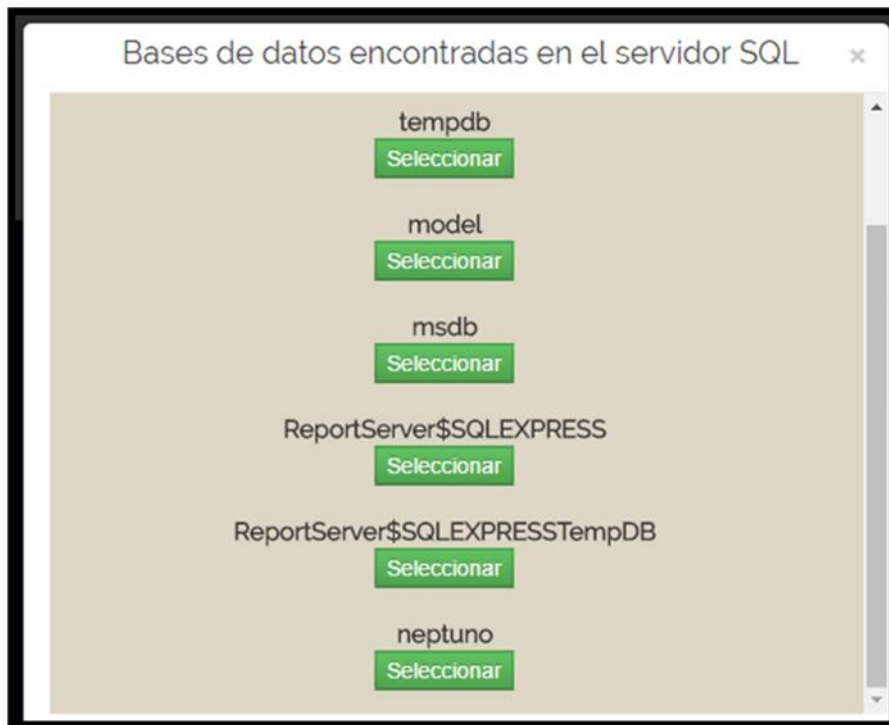 Bases de datos encontradas en el servidor SQL ×
tempdb
Seleccionar
model
Seleccionar
msdb
Seleccionar
ReportServer$SQLEXPRESS
Seleccionar
ReportServer$SQLEXPRESSTempDB
Seleccionar
neptuno
Seleccionar